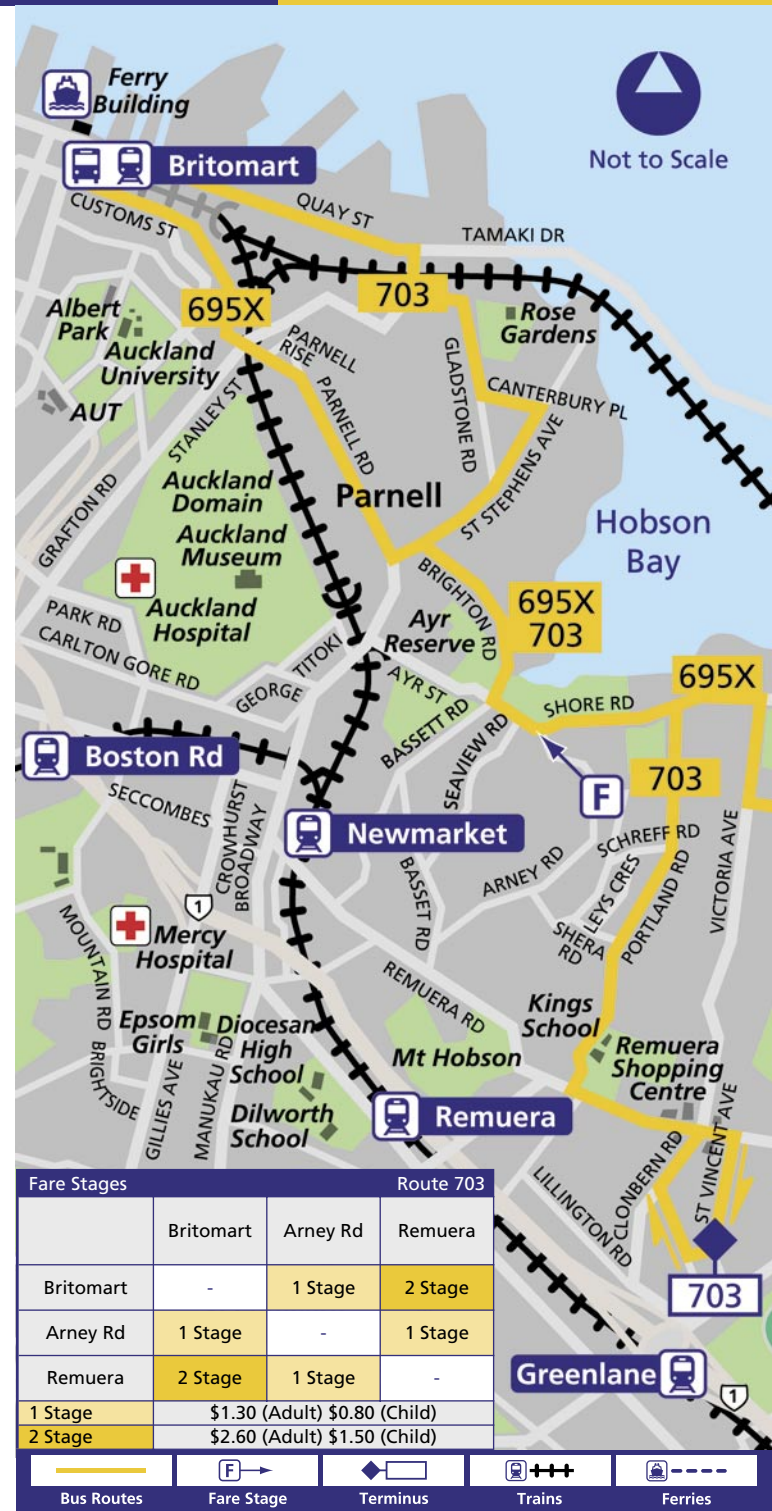 Ferry
Building
Not to Scale
Britomart
CUSTOMS ST
QUAY ST
TAMAKI DR
695X
703
Albert
Park
Auckland
University
AUT
Rose
Gardens
PARNELL
RISE
GLADSTONE RD
CANTERBURY PL
STANLEY ST
PARNELL RD
ST STEPHENS AVE
Auckland
Domain
Parnell
Auckland
Museum
GRAFTON RD
Hobson
Bay
Auckland
Hospital
BRIGHTON RD
695X
703
Ayr
Reserve
PARK RD
CARLTON GORE RD
TITOKI
GEORGE
AYR ST
BASSETT RD
SEAVIEW RD
SHORE RD
695X
Boston Rd
F
703
SECCOMBES
CROWHURST
BROADWAY
Newmarket
SCHREFF RD
ARNEY RD
LEYS CRES
PORTLAND RD
VICTORIA AVE
BASSET RD
SHERA
RD
1
Mercy
Hospital
MOUNTAIN RD
REMUERA RD
Kings
School
Epsom
Girls
Diocesan
High
School
Mt Hobson
Remuera
Shopping
Centre
BRIGHTSIDE
GILLIES AVE
MANUKAU RD
Dilworth
School
Remuera
CLONBERN RD
ST VINCENT AVE
LILLINGTON RD
703
Greenlane
1
Fare Stages Route 703
Britomart Arney Rd Remuera
Britomart - 1 Stage 2 Stage
Arney Rd 1 Stage - 1 Stage
Remuera 2 Stage 1 Stage -
1 Stage $1.30 (Adult) $0.80 (Child)
2 Stage $2.60 (Adult) $1.50 (Child)
F
Bus Routes Fare Stage Terminus Trains Ferries